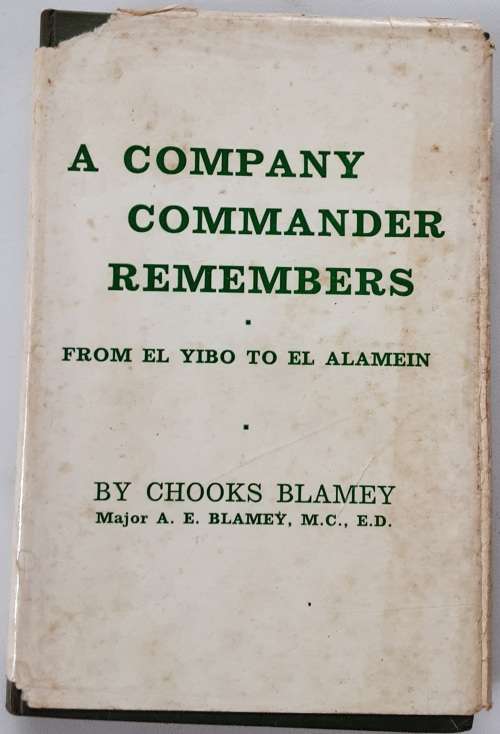 A COMPANY
COMMANDER
REMEMBERS
FROM EL YIBO TO EL ALAMEIN
BY CHOOKS BLAMEY
Major A. E. BLAMEY, M.C., E.D.